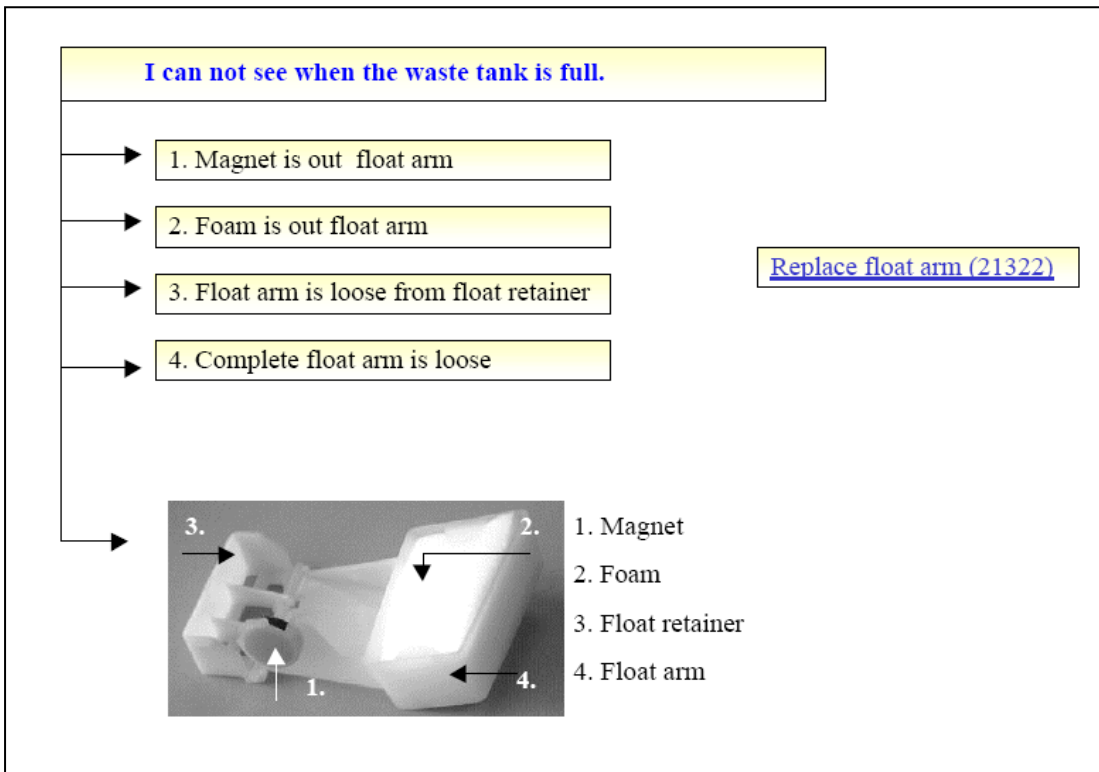 I can not see when the waste tank is full.
1. Magnet is out float arm
2. Foam is out float arm
3. Float arm is loose from float retainer
4. Complete float arm is loose
Replace float arm (21322)
3.
2.
1.
4.
1. Magnet
2. Foam
3. Float retainer
4. Float arm